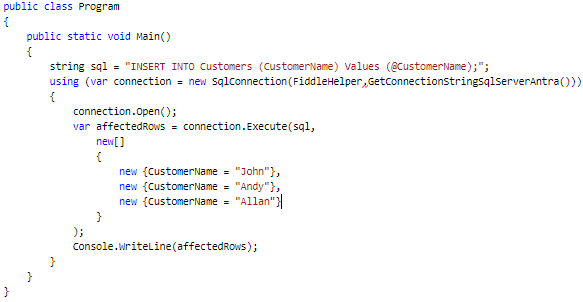 public class Program
{
    public static void Main()
    {
        string sql = "INSERT INTO Customers (CustomerName) Values (@CustomerName);";
        using (var connection = new SqlConnection(FiddleHelper.GetConnectionStringSqlServerAntra()))
        {
            connection.Open();
            var affectedRows = connection.Execute(sql,
                new[]
                {
                    new {CustomerName = "John"},
                    new {CustomerName = "Andy"},
                    new {CustomerName = "Allan"}
                }
            );
            Console.WriteLine(affectedRows);
        }
    }
}